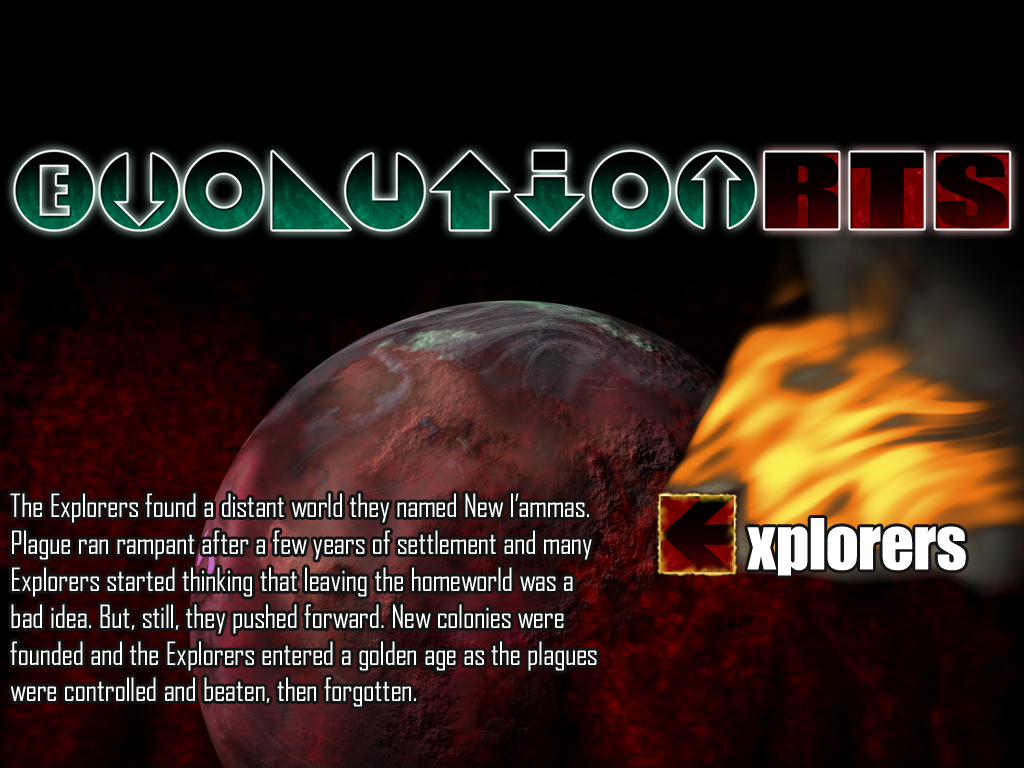 EVOLUTION RTS
The Explorers found a distant world they named New I'ammas.
Plague ran rampant after a few years of settlement and many
Explorers started thinking that leaving the homeworld was a
bad idea. But, still, they pushed forward. New colonies were
founded and the Explorers entered a golden age as the plagues
were controlled and beaten, then forgotten.
Explorers